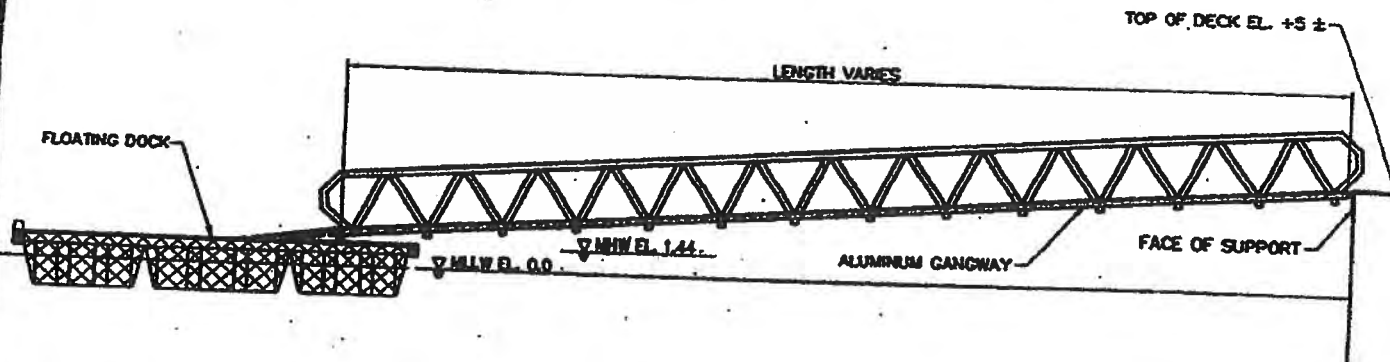 TOP OF DECK EL. +5 ±
LENGTH VARIES
FLOATING DOCK
MHW EL. 1.44
MLLW EL. 0.0
ALUMINUM GANGWAY
FACE OF SUPPORT